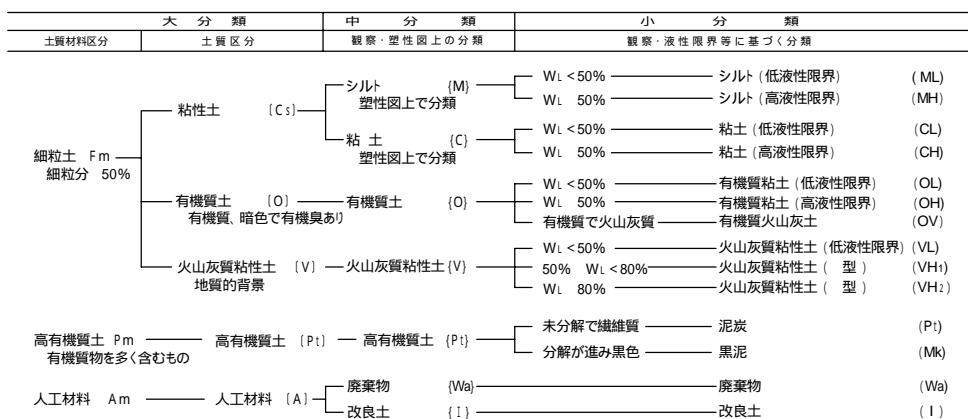 大 分 類 中 分 類 小 分 類
土質材料区分 土質区分 観察・塑性図上の分類 観察・液性限界等に基づく分類
WL <50% シルト (低液性限界) (ML)
シルト {M}
塑性図上で分類
WL 50% シルト (高液性限界) (MH)
粘性土 [Cs]
WL <50% 粘土 (低液性限界) (CL)
粘 土 {C}
塑性図上で分類
WL 50% 粘土 (高液性限界) (CH)
細粒土 Fm
細粒分 50%
WL <50% 有機質粘土 (低液性限界) (OL)
有機質土 [O] 有機質土 {O} WL 50% 有機質粘土 (高液性限界) (OH)
有機質、暗色で有機臭あり
有機質で火山灰質 有機質火山灰土 (OV)
WL <50% 火山灰質粘性土 (低液性限界) (VL)
火山灰質粘性土 [V] 火山灰質粘性土 {V} 50% WL <80% 火山灰質粘性土 ( 型 ) (VH1)
地質的背景
WL 80% 火山灰質粘性土 ( 型 ) (VH2)
未分解で繊維質 泥炭 (Pt)
高有機質土 Pm 高有機質土 [Pt] 高有機質土 {Pt}
有機質物を多く含むもの
分解が進み黒色 黒泥 (Mk)
廃棄物 {Wa} 廃棄物 (Wa)
人工材料 Am 人工材料 [A]
改良土 {I} 改良土 (I)